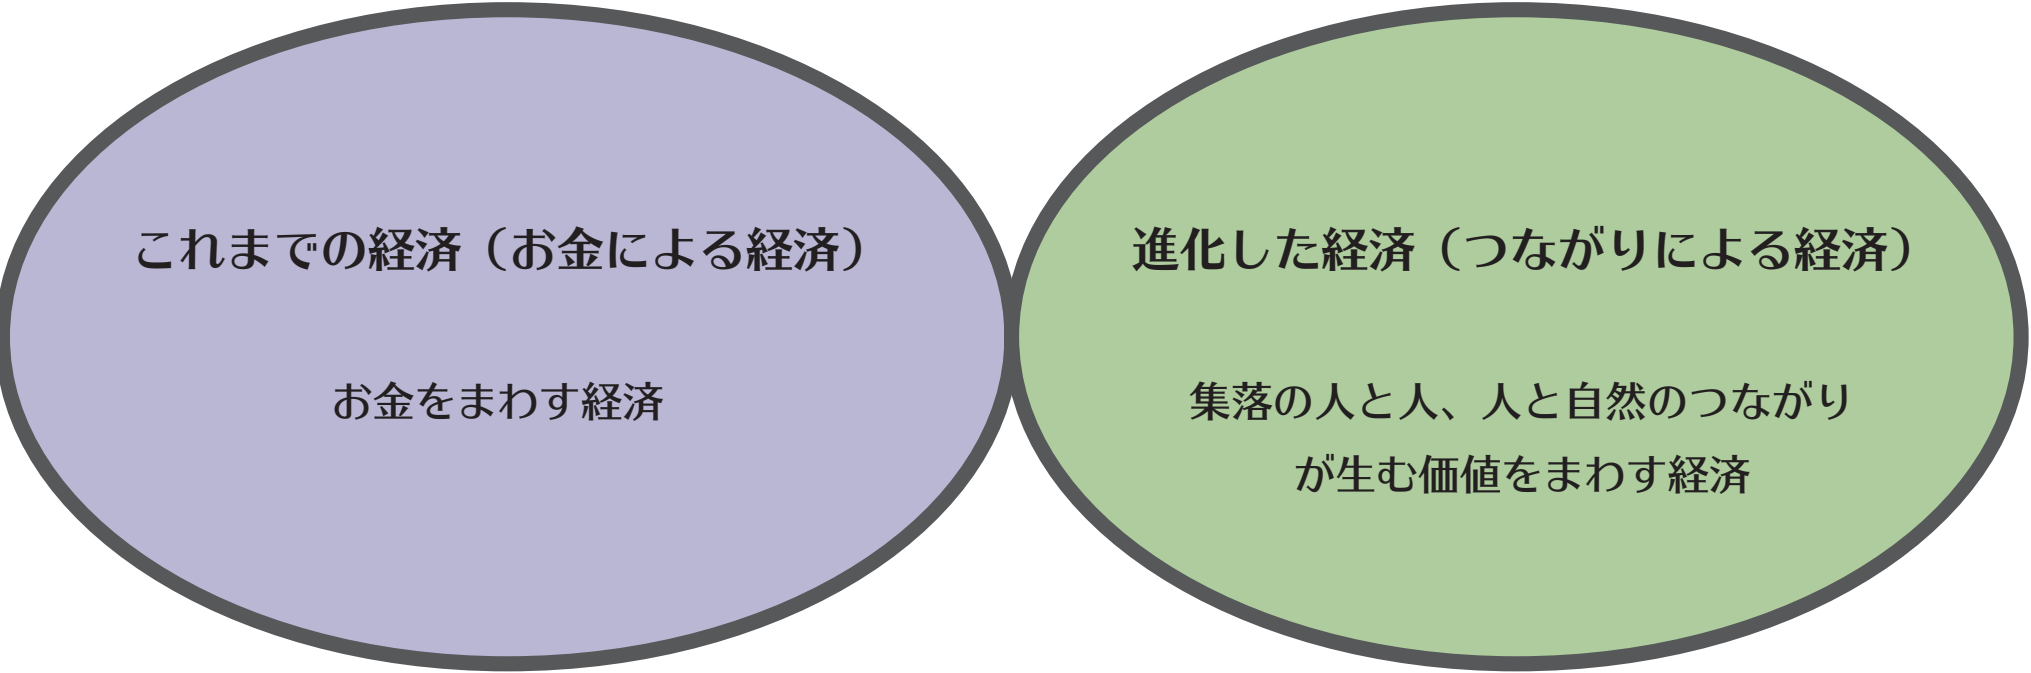 これまでの経済（お金による経済）
お金をまわす経済
進化した経済（つながりによる経済）
集落の人と人、人と自然のつながり
が生む価値をまわす経済